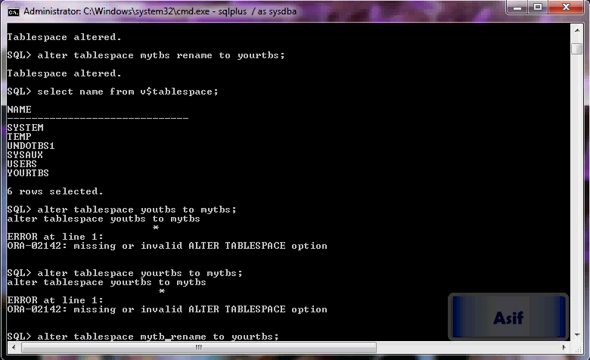 Administrator: C:\Windows\system32\cmd.exe - sqlplus / as sysdba
Tablespace altered.
SQL> alter tablespace mytbs rename to yourtbs;
Tablespace altered.
SQL> select name from v$tablespace;
NAME
------------------------------
SYSTEM
TEMP
UNDOTBS1
SYSAUX
USERS
YOURTBS
6 rows selected.
SQL> alter tablespace youtbs to mytbs;
alter tablespace youtbs to mytbs
*
ERROR at line 1:
ORA-02142: missing or invalid ALTER TABLESPACE option
SQL> alter tablespace yourtbs to mytbs;
alter tablespace yourtbs to mytbs
*
ERROR at line 1:
ORA-02142: missing or invalid ALTER TABLESPACE option
SQL> alter tablespace mytb_rename to yourtbs;
Asif